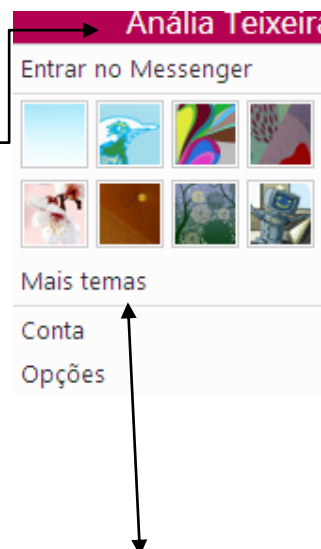 Anália Teixeira
Entrar no Messenger
Mais temas
Conta
Opções